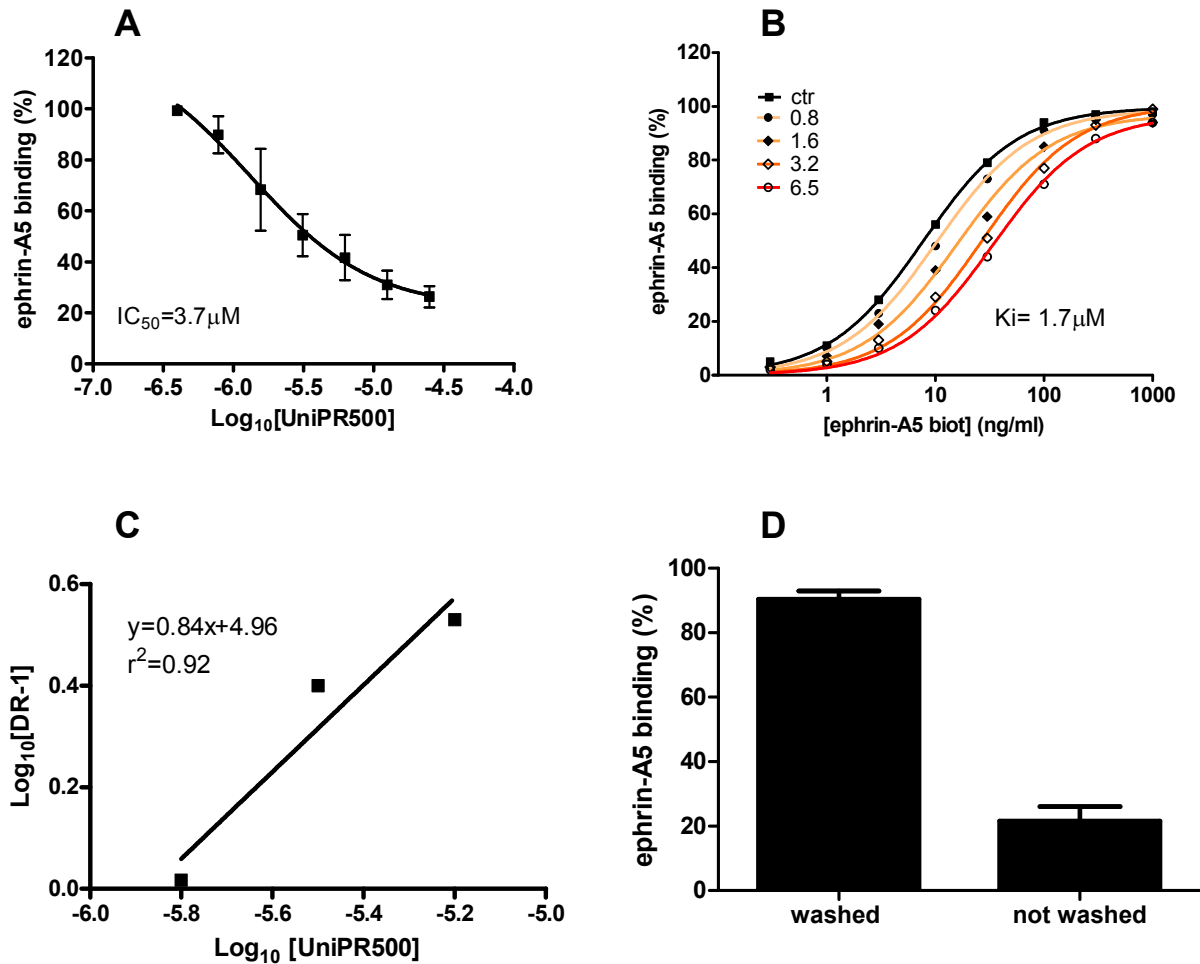 A
ephrin-A5 binding (%)
120
100
80
60
40
20
0
IC50=3.7μM
-7.0 -6.5 -6.0 -5.5 -5.0 -4.5 -4.0
Log10[UniPR500]
B
ephrin-A5 binding (%)
120
100
80
60
40
20
0
ctr
0.8
1.6
3.2
6.5
Ki= 1.7μM
1 10 100 1000
[ephrin-A5 biot] (ng/ml)
C
Log10[DR-1]
0.6
0.4
0.2
0.0
y=0.84x+4.96
r2=0.92
-6.0 -5.8 -5.6 -5.4 -5.2 -5.0
Log10 [UniPR500]
D
ephrin-A5 binding (%)
100
80
60
40
20
0
washed not washed